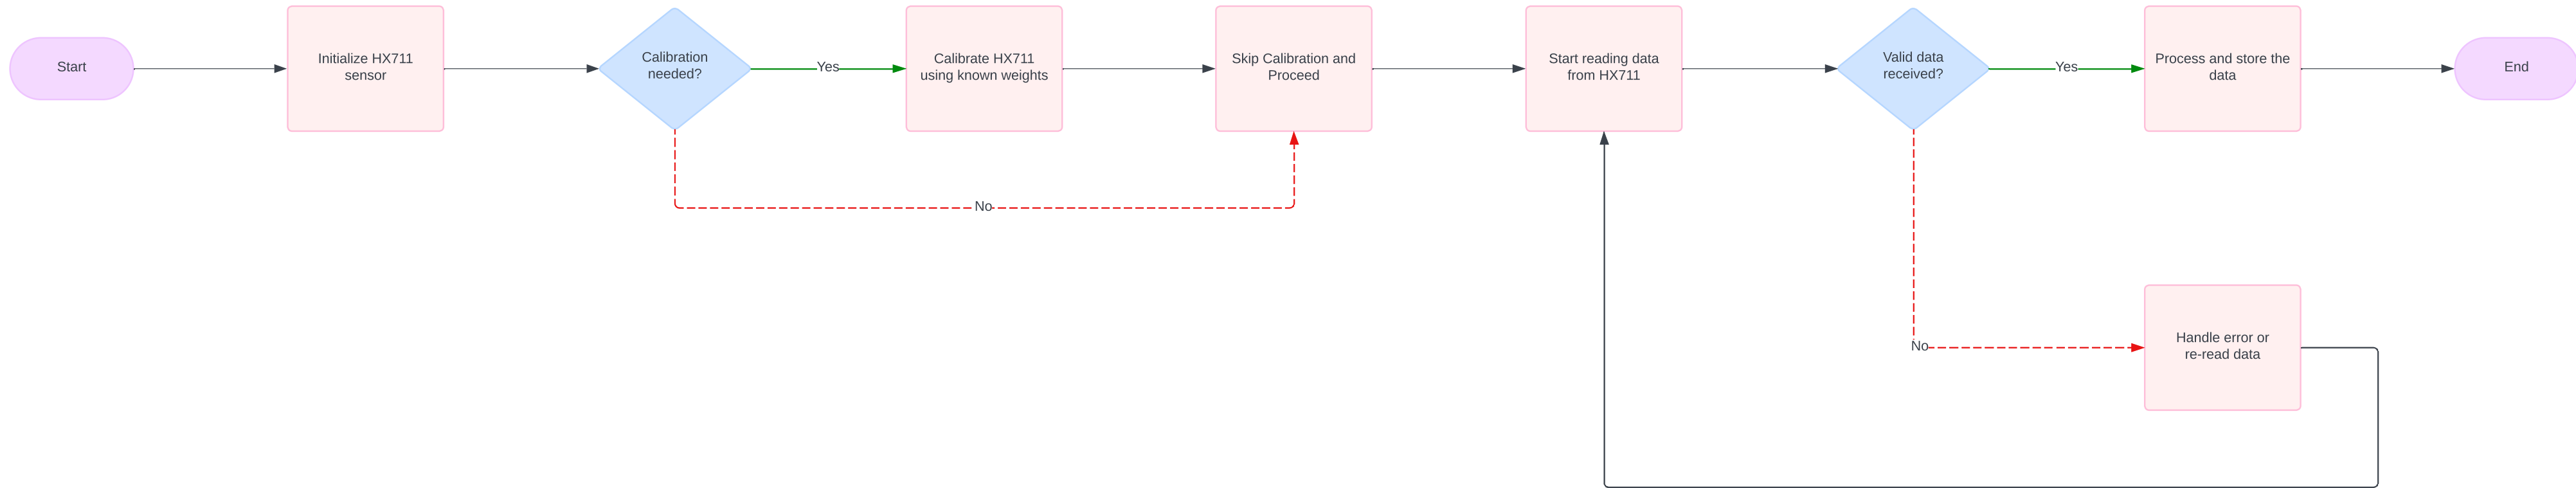 Start
Initialize HX711
sensor
Calibration
needed?
Yes
Calibrate HX711
using known weights
Skip Calibration and
Proceed
Start reading data
from HX711
Valid data
received?
Yes
Process and store the
data
End
No
No
Handle error or
re-read data